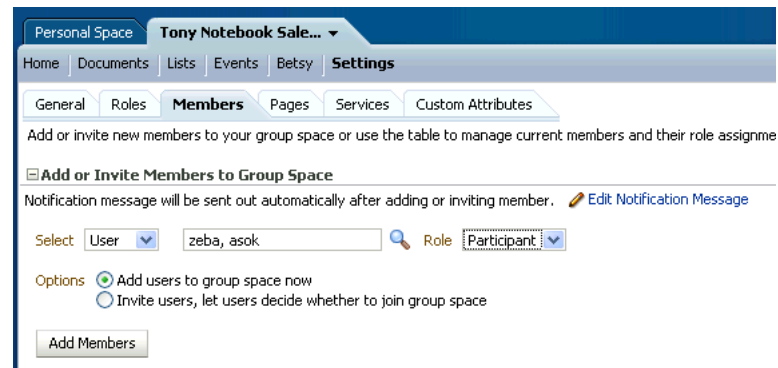 Personal Space Tony Notebook Sale...
Home Documents Lists Events Betsy Settings
General Roles Members Pages Services Custom Attributes
Add or invite new members to your group space or use the table to manage current members and their role assignme
Add or Invite Members to Group Space
Notification message will be sent out automatically after adding or inviting member. Edit Notification Message
Select User zeba, asok Role Participant
Options Add users to group space now
Invite users, let users decide whether to join group space
Add Members